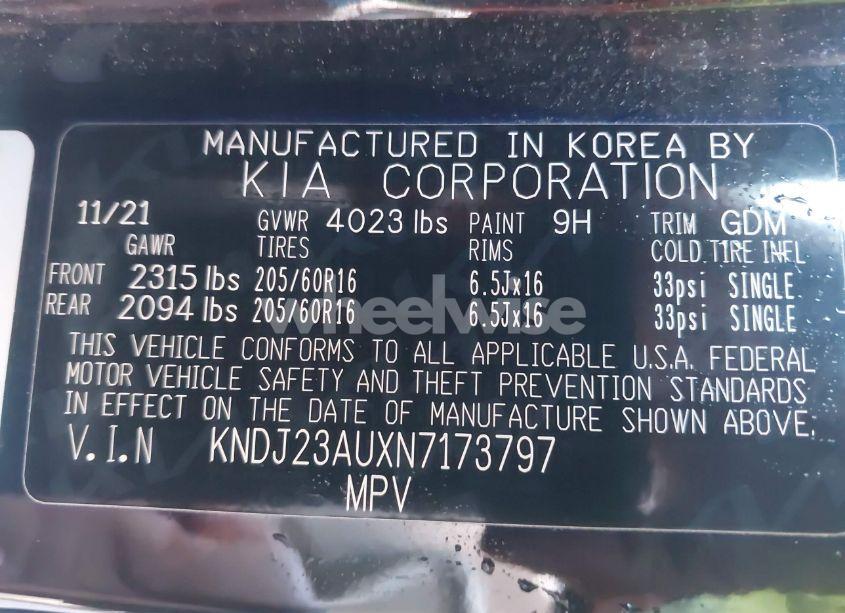 MANUFACTURED IN KOREA BY
KIA CORPORATION
11/21 GVWR 4023 lbs PAINT 9H TRIM GDM
GAWR TIRES RIMS COLD TIRE INFL
FRONT 2315 lbs 205/60R16 6.5Jx16 33psi SINGLE
REAR 2094 lbs 205/60R16 6.5Jx16 33psi SINGLE
wheelwise
THIS VEHICLE CONFORMS TO ALL APPLICABLE U.S.A. FEDERAL
MOTOR VEHICLE SAFETY AND THEFT PREVENTION STANDARDS
IN EFFECT ON THE DATE OF MANUFACTURE SHOWN ABOVE.
V.I.N KNDJ23AUXN7173797
MPV